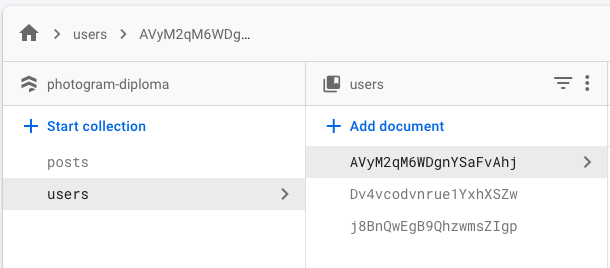 users
AVyM2qM6WDg…
photogram-diploma
users
Start collection
Add document
posts
AVyM2qM6WDgnYSaFvAhj
users
Dv4vcodvnrue1YxhXSZw
j8BnQwEgB9QhzwmsZIgp